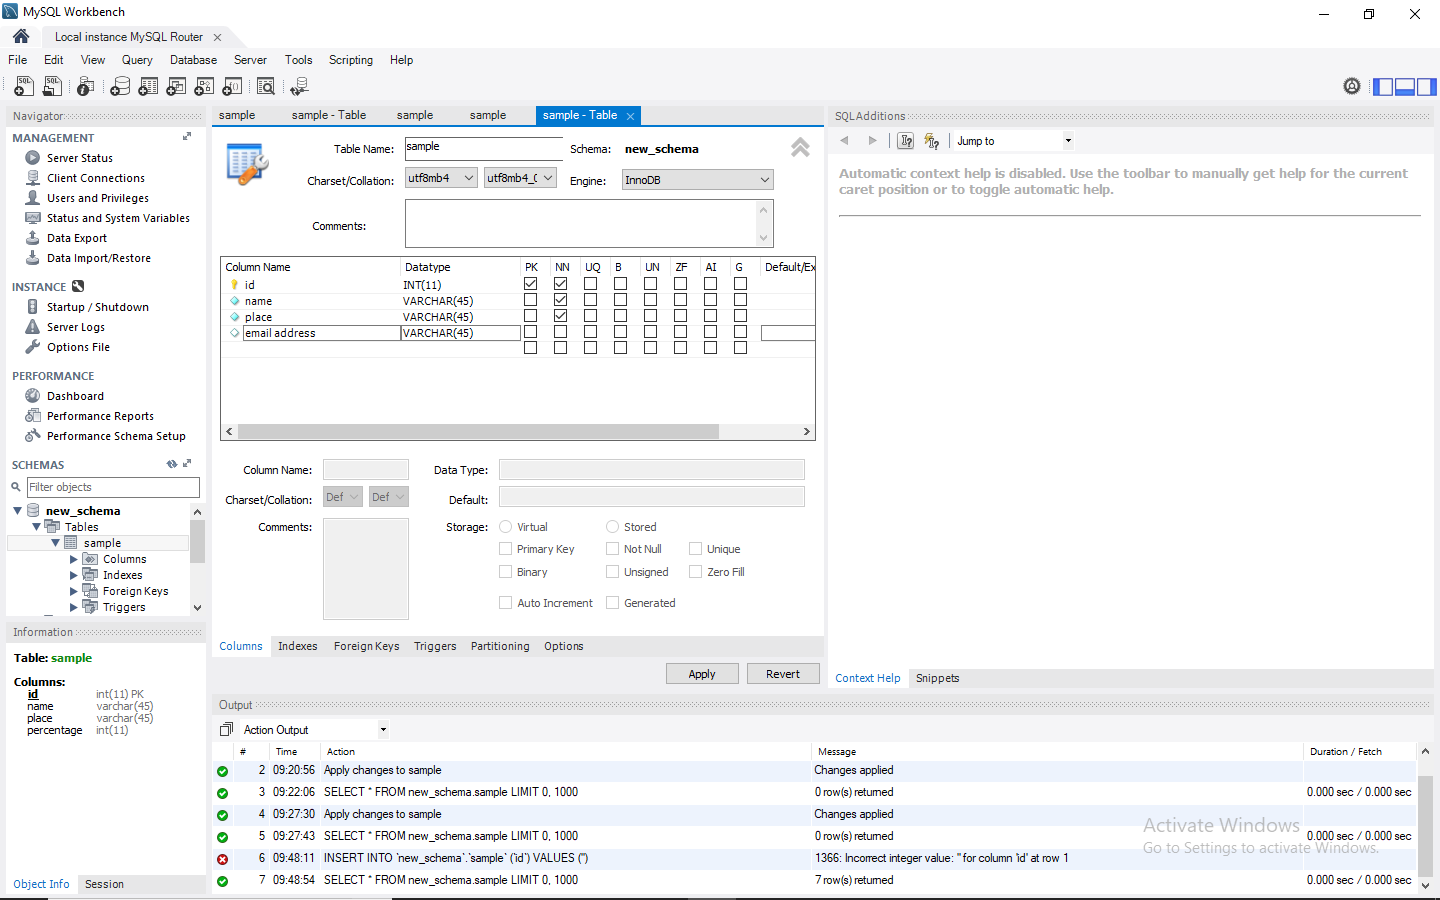 MySQL Workbench
Local instance MySQL Router
File Edit View Query Database Server Tools Scripting Help
Navigator
MANAGEMENT
Server Status
Client Connections
Users and Privileges
Status and System Variables
Data Export
Data Import/Restore
INSTANCE
Startup / Shutdown
Server Logs
Options File
PERFORMANCE
Dashboard
Performance Reports
Performance Schema Setup
SCHEMAS
Filter objects
new_schema
Tables
sample
Columns
Indexes
Foreign Keys
Triggers
Information
Table: sample
Columns:
id int(11) PK
name varchar(45)
place varchar(45)
percentage int(11)
Object Info Session
sample sample - Table sample sample sample - Table
Table Name: sample Schema: new_schema
Charset/Collation: utf8mb4 utf8mb4_0 Engine: InnoDB
Comments:
Column Name Datatype PK NN UQ B UN ZF AI G Default/Ex
id INT(11)
name VARCHAR(45)
place VARCHAR(45)
email address VARCHAR(45)
Column Name: Data Type:
Charset/Collation: Def Def Default:
Comments: Storage: Virtual Stored
Primary Key Not Null Unique
Binary Unsigned Zero Fill
Auto Increment Generated
Columns Indexes Foreign Keys Triggers Partitioning Options
Apply Revert
SQLAdditions
Jump to
Automatic context help is disabled. Use the toolbar to manually get help for the current
caret position or to toggle automatic help.
Context Help Snippets
Output
Action Output
# Time Action Message Duration / Fetch
2 09:20:56 Apply changes to sample Changes applied
3 09:22:06 SELECT * FROM new_schema.sample LIMIT 0, 1000 0 row(s) returned 0.000 sec / 0.000 sec
4 09:27:30 Apply changes to sample Changes applied
5 09:27:43 SELECT * FROM new_schema.sample LIMIT 0, 1000 0 row(s) returned 0.000 sec / 0.000 sec
6 09:48:11 INSERT INTO `new_schema`.`sample` (`id`) VALUES ('') 1366: Incorrect integer value: '' for column 'id' at row 1
7 09:48:54 SELECT * FROM new_schema.sample LIMIT 0, 1000 7 row(s) returned 0.000 sec / 0.000 sec
Activate Windows
Go to Settings to activate Windows.